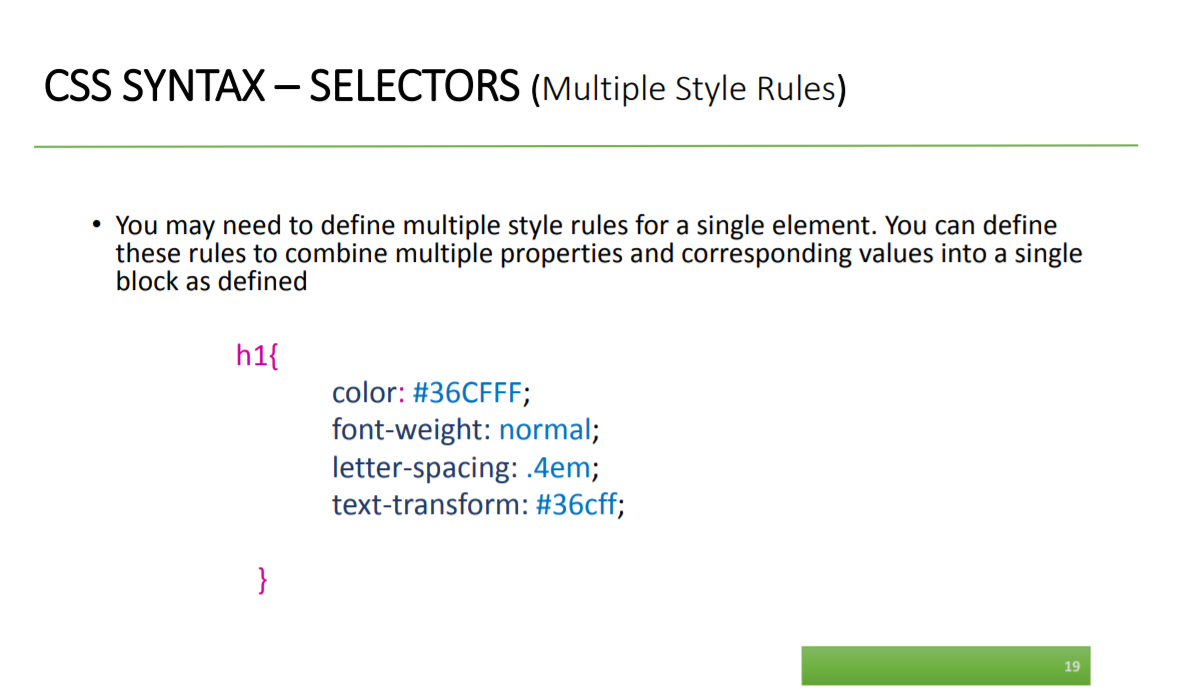 CSS SYNTAX – SELECTORS (Multiple Style Rules)
• You may need to define multiple style rules for a single element. You can define
these rules to combine multiple properties and corresponding values into a single
block as defined
h1{
color: #36CFFF;
font-weight: normal;
letter-spacing: .4em;
text-transform: #36cff;
}
19